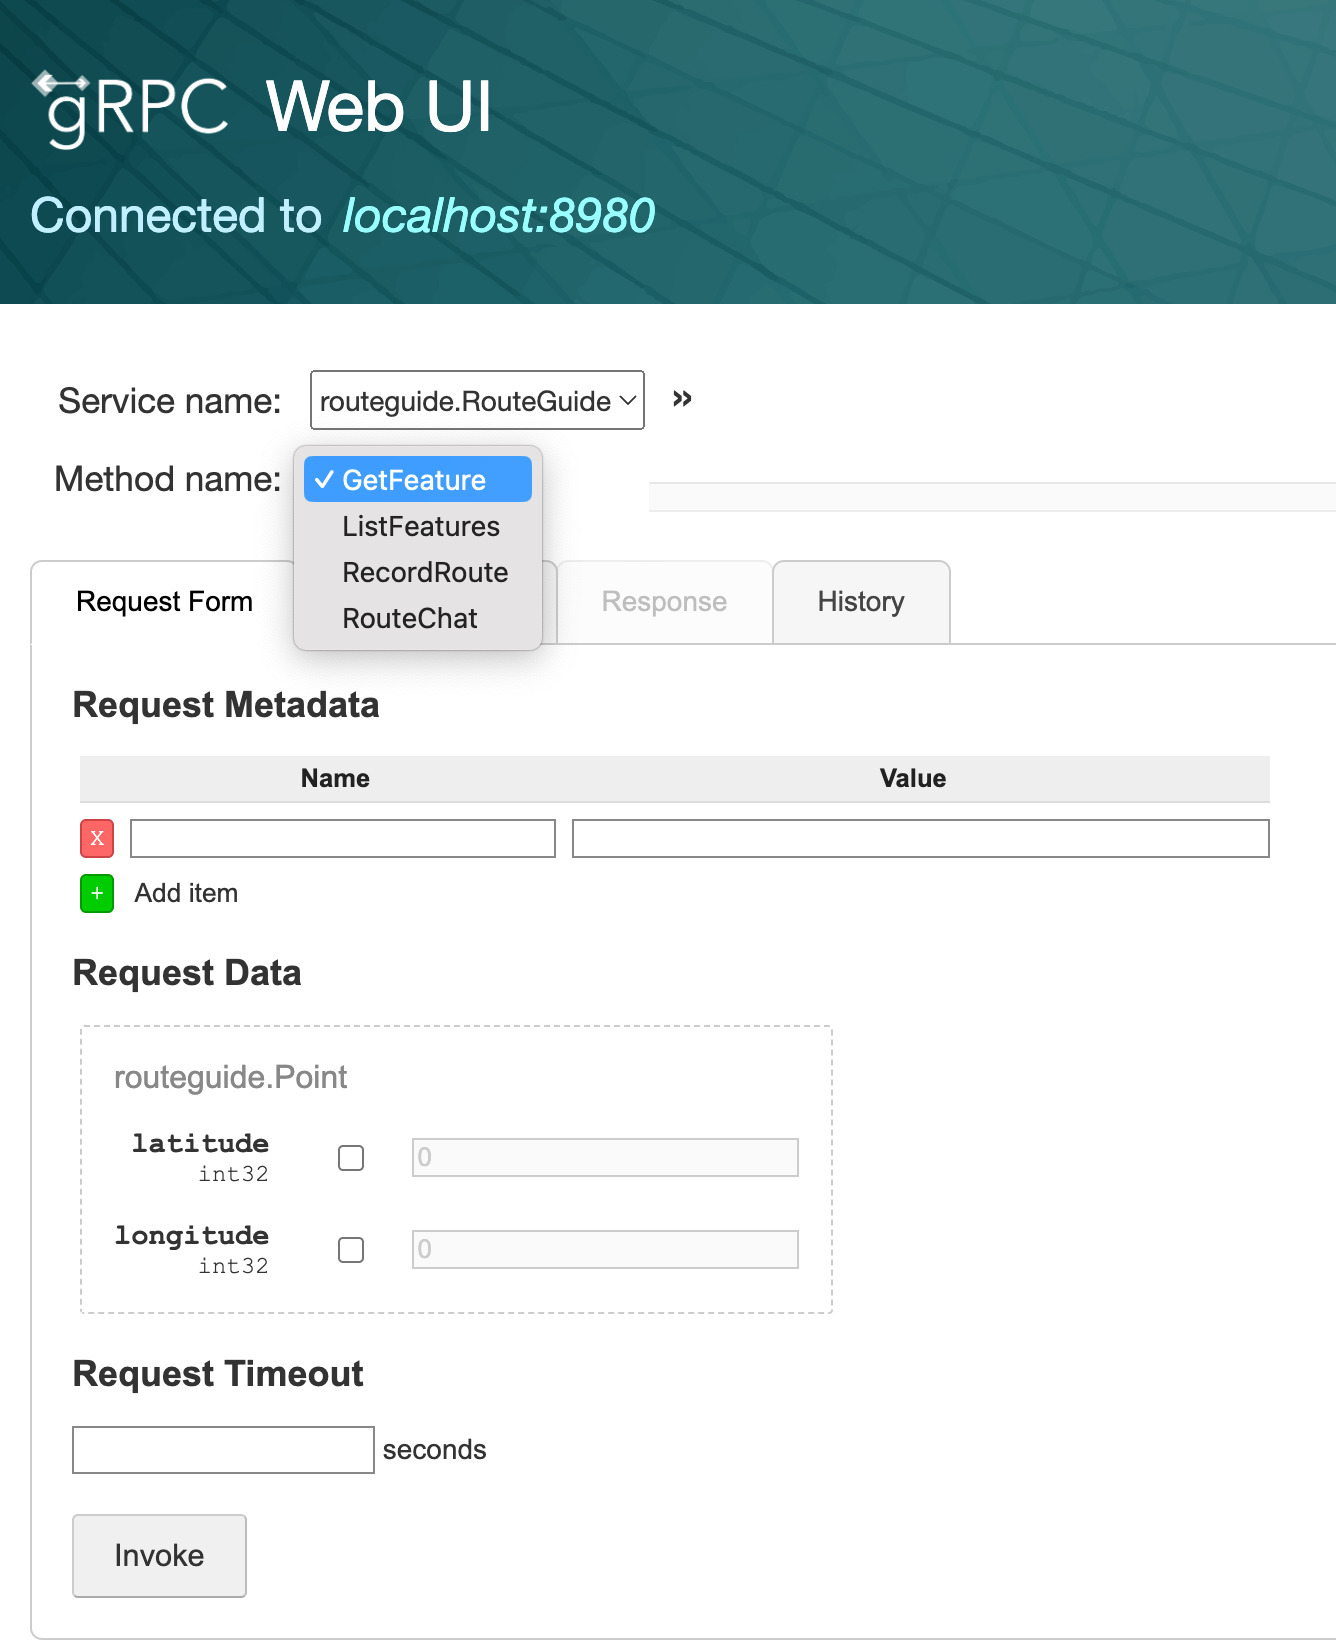 gRPC Web UI
Connected to localhost:8980
Service name: routeguide.RouteGuide »
Method name: ✓ GetFeature
ListFeatures
RecordRoute
RouteChat
Request Form Response History
Request Metadata
Name Value
X
+ Add item
Request Data
routeguide.Point
latitude 0
int32
longitude 0
int32
Request Timeout
seconds
Invoke